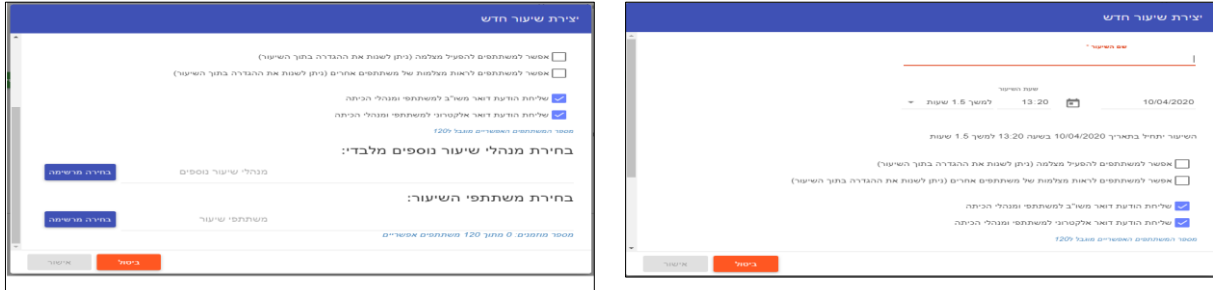 יצירת שיעור חדש
שם השיעור *
שעת השיעור
10/04/2020 13:20 למשך 1.5 שעות
השיעור יתחיל בתאריך 10/04/2020 בשעה 13:20 למשך 1.5 שעות
אפשר למשתתפים להפעיל מצלמה (ניתן לשנות את ההגדרה בתוך השיעור)
אפשר למשתתפים לראות מצלמות של משתתפים אחרים (ניתן לשנות את ההגדרה בתוך השיעור)
שליחת הודעת דואר משו"ב למשתתפי ומנהלי הכיתה
שליחת הודעת דואר אלקטרוני למשתתפי ומנהלי הכיתה
מספר המשתתפים האפשריים מוגבל ל120
ביטול אישור
יצירת שיעור חדש
אפשר למשתתפים להפעיל מצלמה (ניתן לשנות את ההגדרה בתוך השיעור)
אפשר למשתתפים לראות מצלמות של משתתפים אחרים (ניתן לשנות את ההגדרה בתוך השיעור)
שליחת הודעת דואר משו"ב למשתתפי ומנהלי הכיתה
שליחת הודעת דואר אלקטרוני למשתתפי ומנהלי הכיתה
מספר המשתתפים האפשריים מוגבל ל120
בחירת מנהלי שיעור נוספים מלבדי:
מנהלי שיעור נוספים בחירה מרשימה
בחירת משתתפי השיעור:
משתתפי שיעור בחירה מרשימה
מספר מוזמנים: 0 מתוך 120 משתתפים אפשריים
ביטול אישור